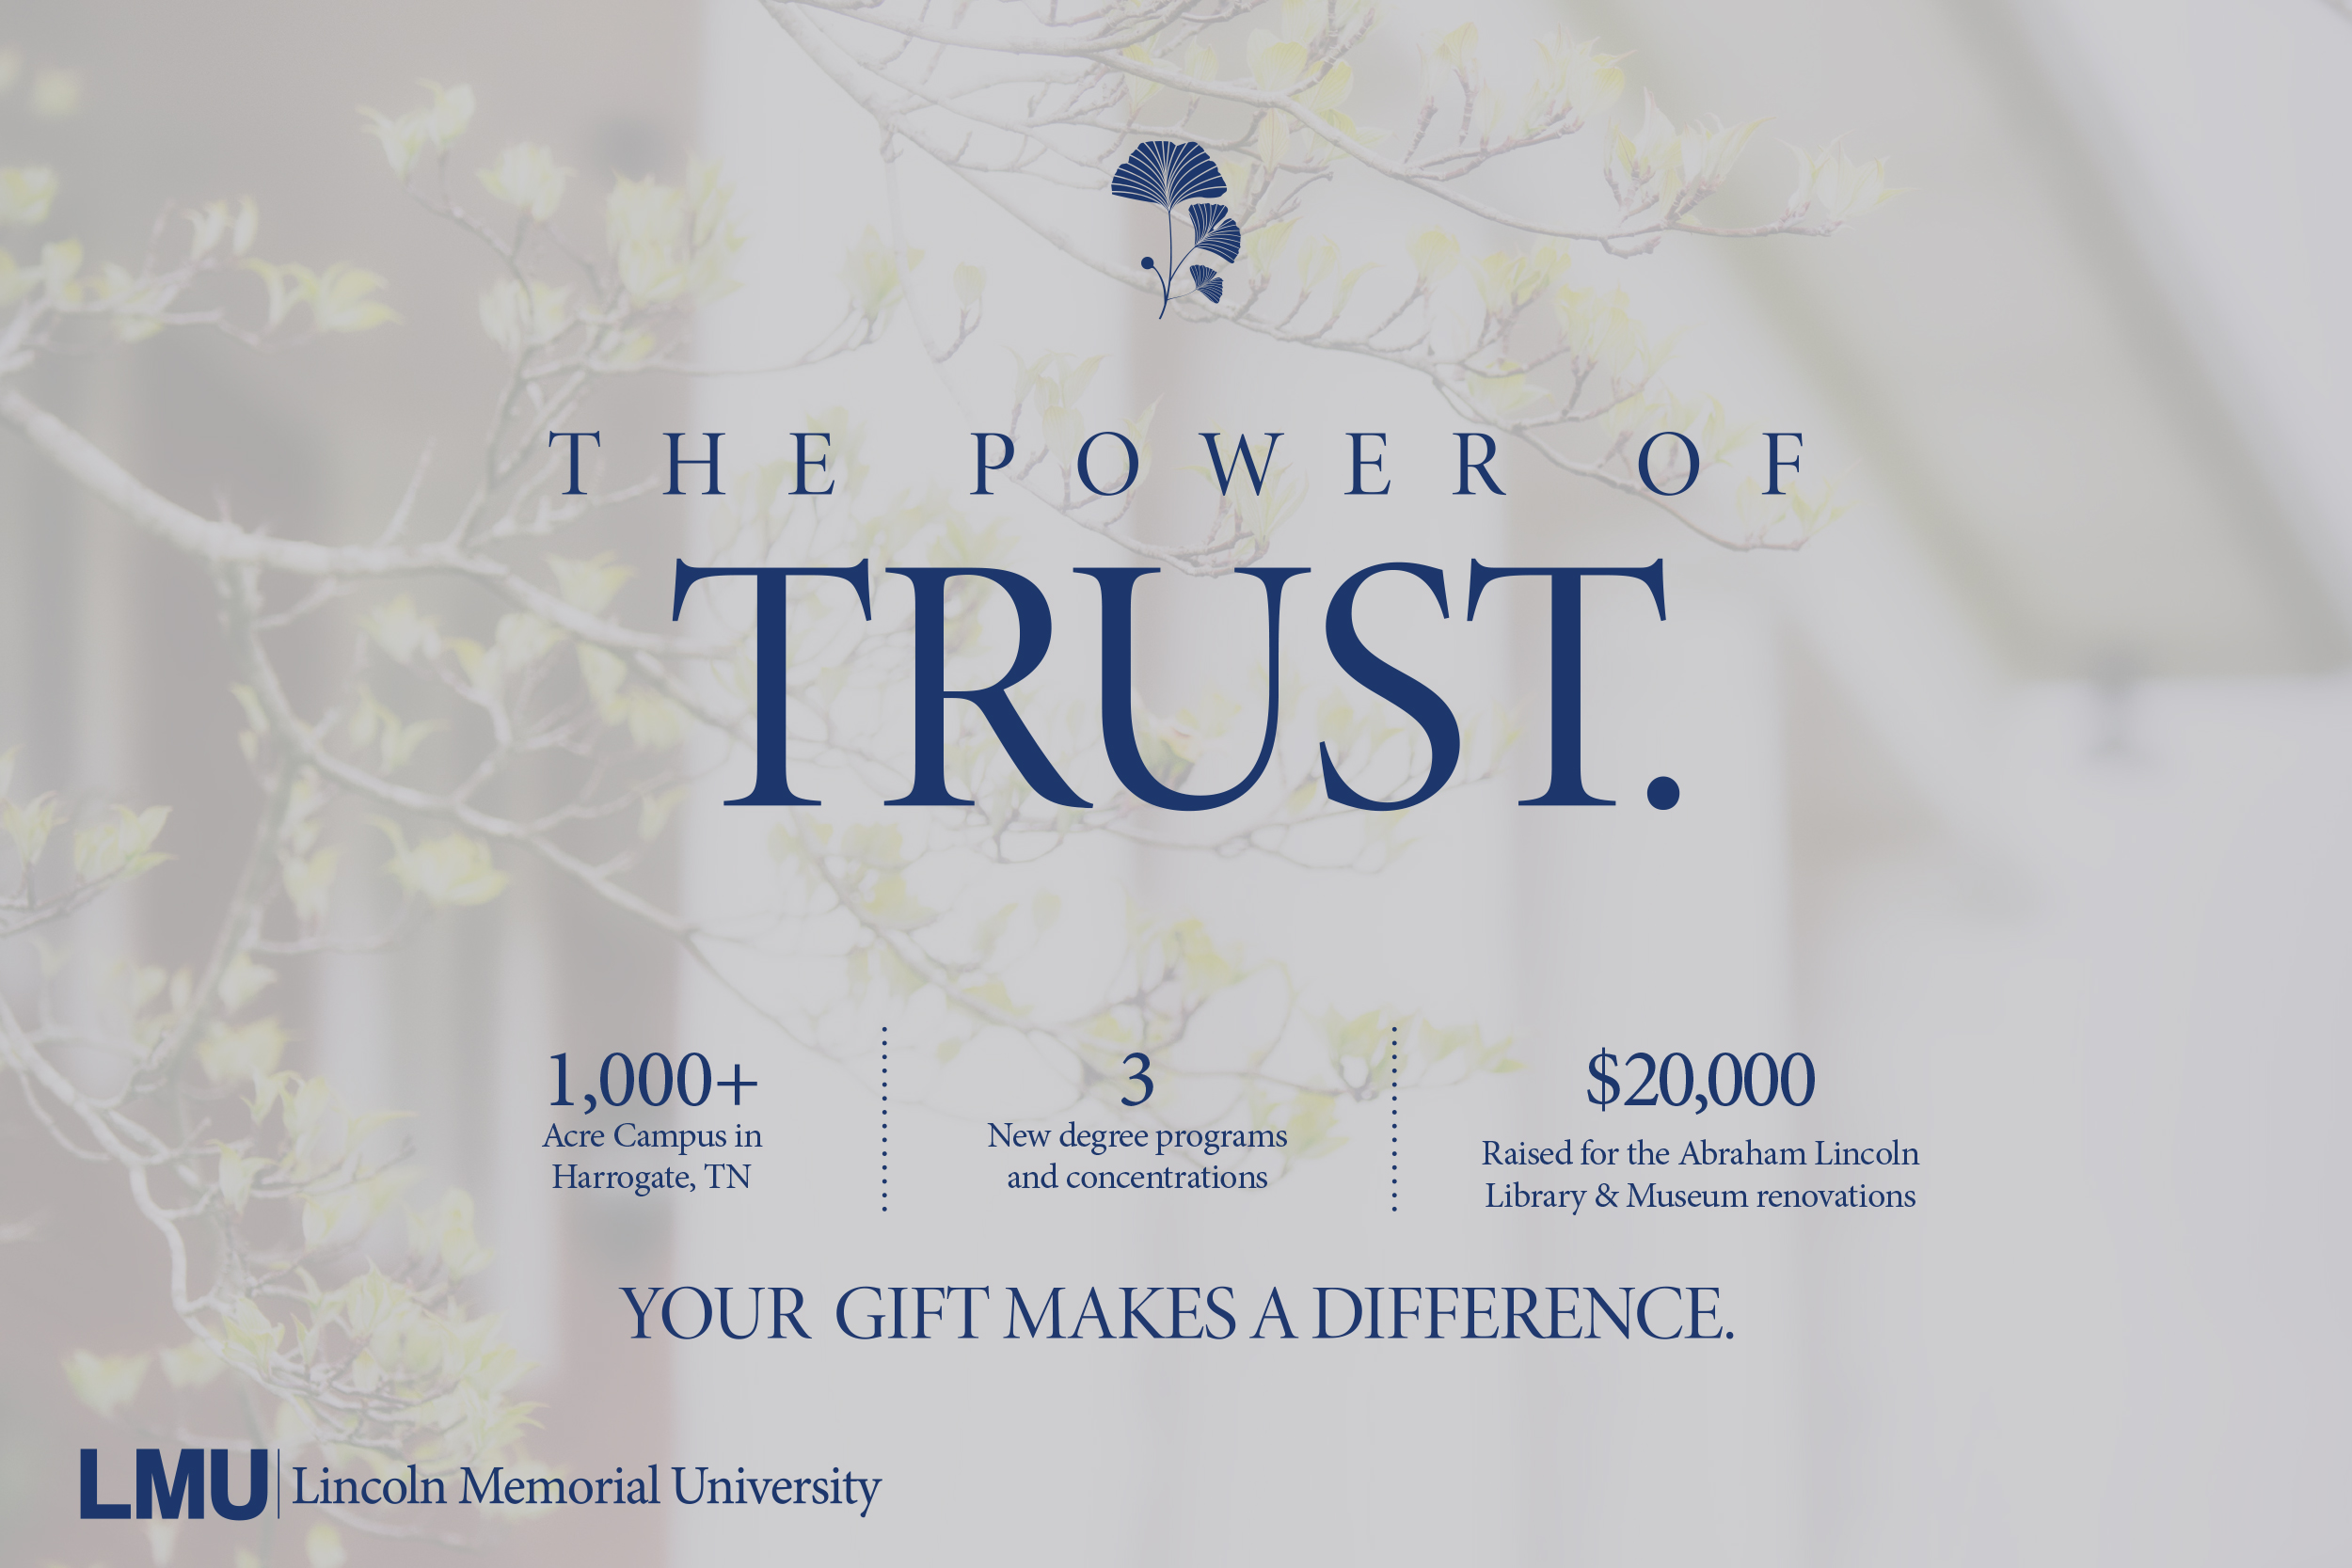 THE POWER OF
TRUST.
1,000+
Acre Campus in
Harrogate, TN
3
New degree programs
and concentrations
$20,000
Raised for the Abraham Lincoln
Library & Museum renovations
YOUR GIFT MAKES A DIFFERENCE.
LMU Lincoln Memorial University